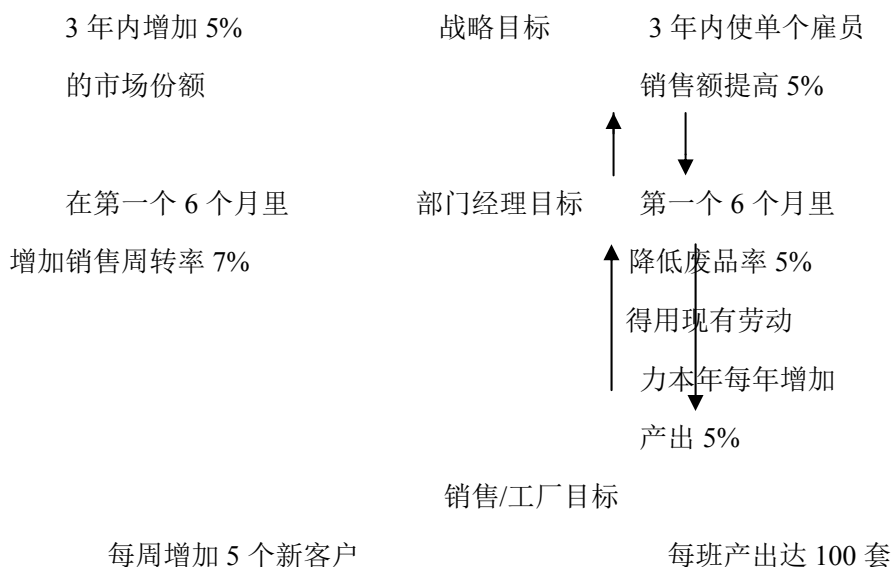 3 年内增加 5% 战略目标 3 年内使单个雇员
的市场份额 销售额提高 5%
在第一个 6 个月里 部门经理目标 第一个 6 个月里
增加销售周转率 7% 降低废品率 5%
得用现有劳动
力本年每年增加
产出 5%
销售/工厂目标
每周增加 5 个新客户 每班产出达 100 套